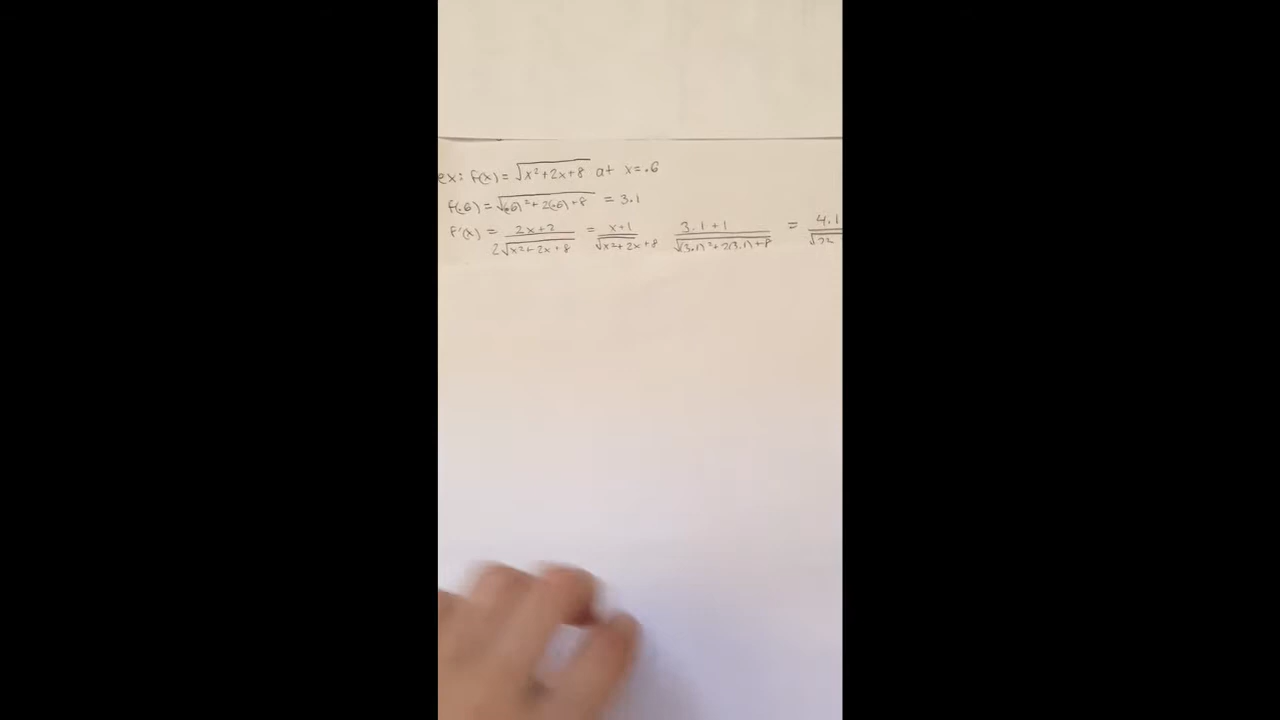 ex: f(x) = √x²+2x+8 at x=.6
f(.6) = √(.6)²+2(.6)+8 = 3.1
f'(x) = 2x+2 / 2√x²+2x+8 = x+1 / √x²+2x+8 3.1+1 / √(3.1)²+2(3.1)+8 = 4.1